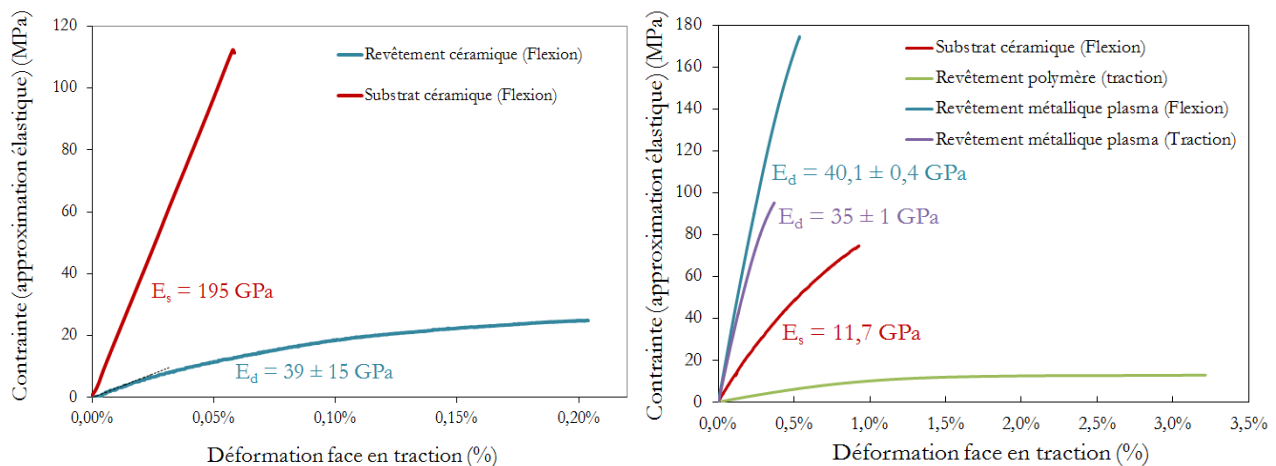 Contrainte (approximation élastique) (MPa)
120
100
80
60
40
20
0
Revêtement céramique (Flexion)
Substrat céramique (Flexion)
E_s = 195 GPa
E_d = 39 ± 15 GPa
0,00%
0,05%
0,10%
0,15%
0,20%
Déformation face en traction (%)
Contrainte (approximation élastique) (MPa)
180
160
140
120
100
80
60
40
20
0
Substrat céramique (Flexion)
Revêtement polymère (traction)
Revêtement métallique plasma (Flexion)
Revêtement métallique plasma (Traction)
E_d = 40,1 ± 0,4 GPa
E_d = 35 ± 1 GPa
E_s = 11,7 GPa
0,0%
0,5%
1,0%
1,5%
2,0%
2,5%
3,0%
3,5%
Déformation face en traction (%)